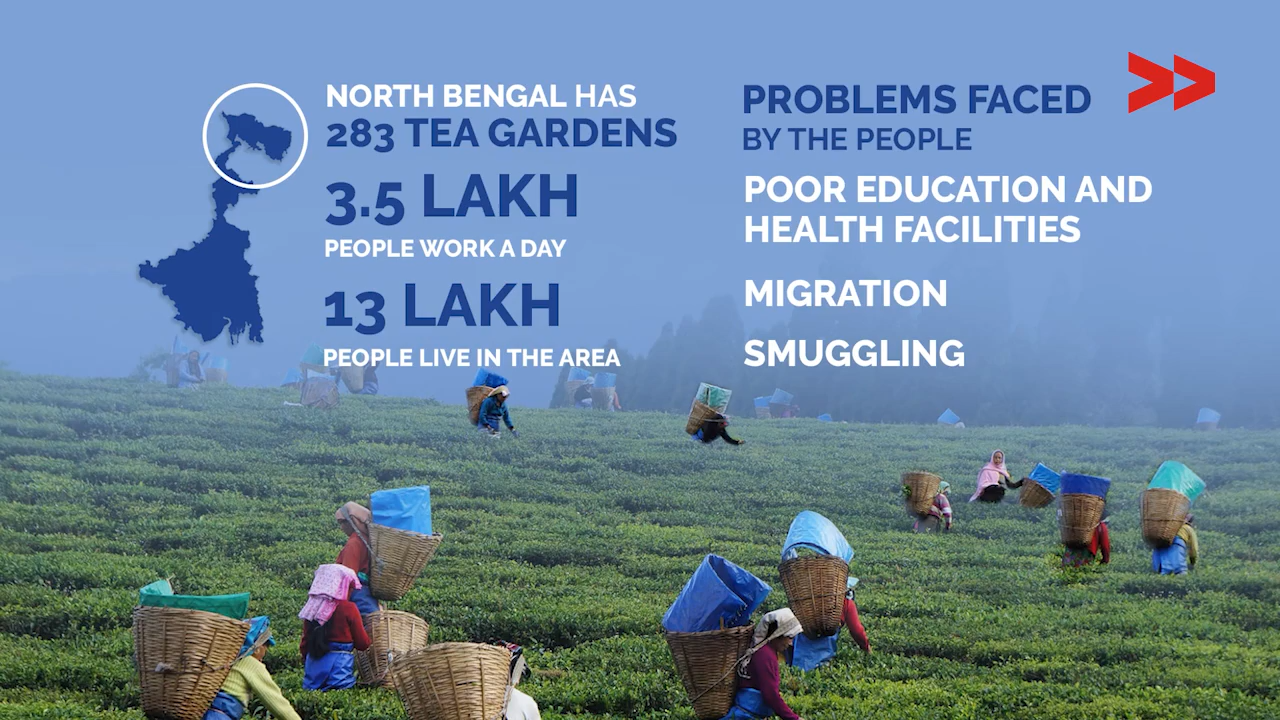 NORTH BENGAL HAS
283 TEA GARDENS
3.5 LAKH
PEOPLE WORK A DAY
13 LAKH
PEOPLE LIVE IN THE AREA
PROBLEMS FACED
BY THE PEOPLE
POOR EDUCATION AND
HEALTH FACILITIES
MIGRATION
SMUGGLING